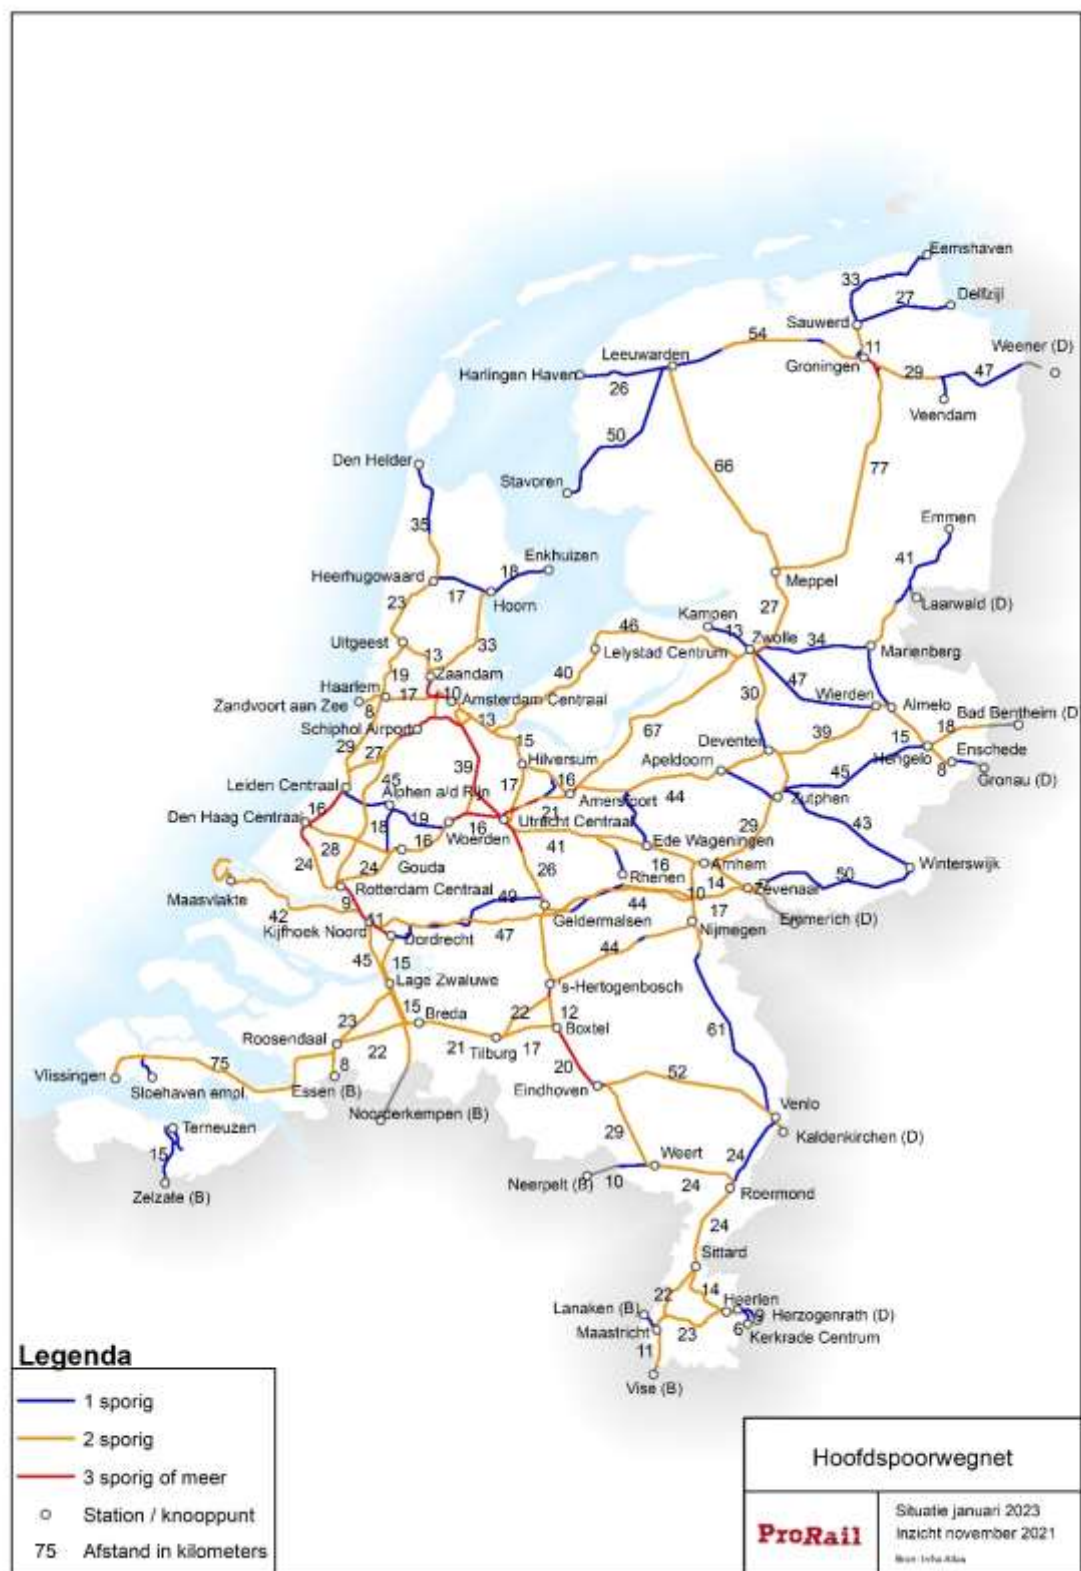 Eemshaven
33
27
Delfzijl
Sauwerd
54
11
Weener (D)
Leeuwarden
Groningen
Harlingen Haven
26
29
47
Veendam
50
Den Helder
66
77
Stavoren
35
Emmen
Enkhuizen
41
18
Heerhugowaard
17
Hoorn
Meppel
Laarwald (D)
23
27
Kampen
46
13
Zwolle
Uitgeest
33
34
13
Lelystad Centrum
Marienberg
19
Zaandam
40
47
Haarlem
17
10
Amsterdam Centraal
30
Wierden
Zandvoort aan Zee
8
Almelo
Bad Bentheim (D)
13
67
39
15
18
Schiphol Airport
29
27
15
Deventer
Hengelo
Enschede
39
Hilversum
Apeldoorn
8
45
Gronau (D)
Leiden Centraal
45
17
16
44
Alphen a/d Rijn
Amersfoort
Zutphen
16
19
16
21
43
Den Haag Centraal
Woerden
Utrecht Centraal
29
18
16
41
Ede Wageningen
28
Gouda
16
Arnhem
Winterswijk
24
24
26
Rhenen
14
50
Zevenaar
Rotterdam Centraal
49
10
Maasvlakte
9
44
42
Geldermalsen
17
Emmerich (D)
Kijfhoek Noord
11
Dordrecht
47
Nijmegen
45
15
44
Lage Zwaluwe
's-Hertogenbosch
15
Breda
22
12
61
23
Roosendaal
Boxtel
22
21
Tilburg
17
75
8
20
52
Vlissingen
Sloehaven empl.
Essen (B)
Eindhoven
Noorderkempen (B)
Venlo
Terneuzen
29
Kaldenkirchen (D)
15
Weert
24
Zelzate (B)
Neerpelt (B)
10
24
Roermond
24
Sittard
22
14
Lanaken (B)
Heerlen
9
Herzogenrath (D)
Maastricht
23
6
Kerkrade Centrum
11
Vise (B)
Legenda
1 sporig
2 sporig
3 sporig of meer
Station / knooppunt
75 Afstand in kilometers
Hoofdspoorwegnet
ProRail
Situatie januari 2023
Inzicht november 2021
Bron: Infra Atlas